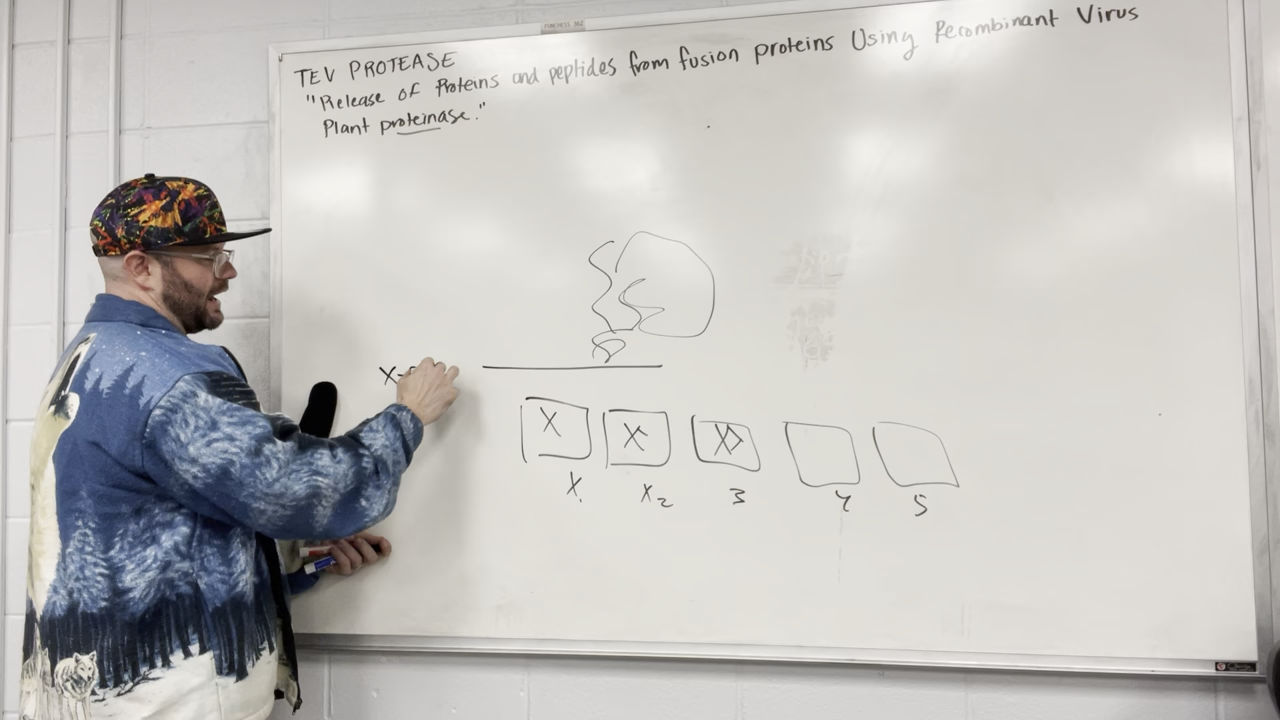 TEV PROTEASE
"Release of Proteins and peptides from fusion proteins Using Recombinant Virus
Plant proteinase."
X
X X XX
X. X2 3 4 5